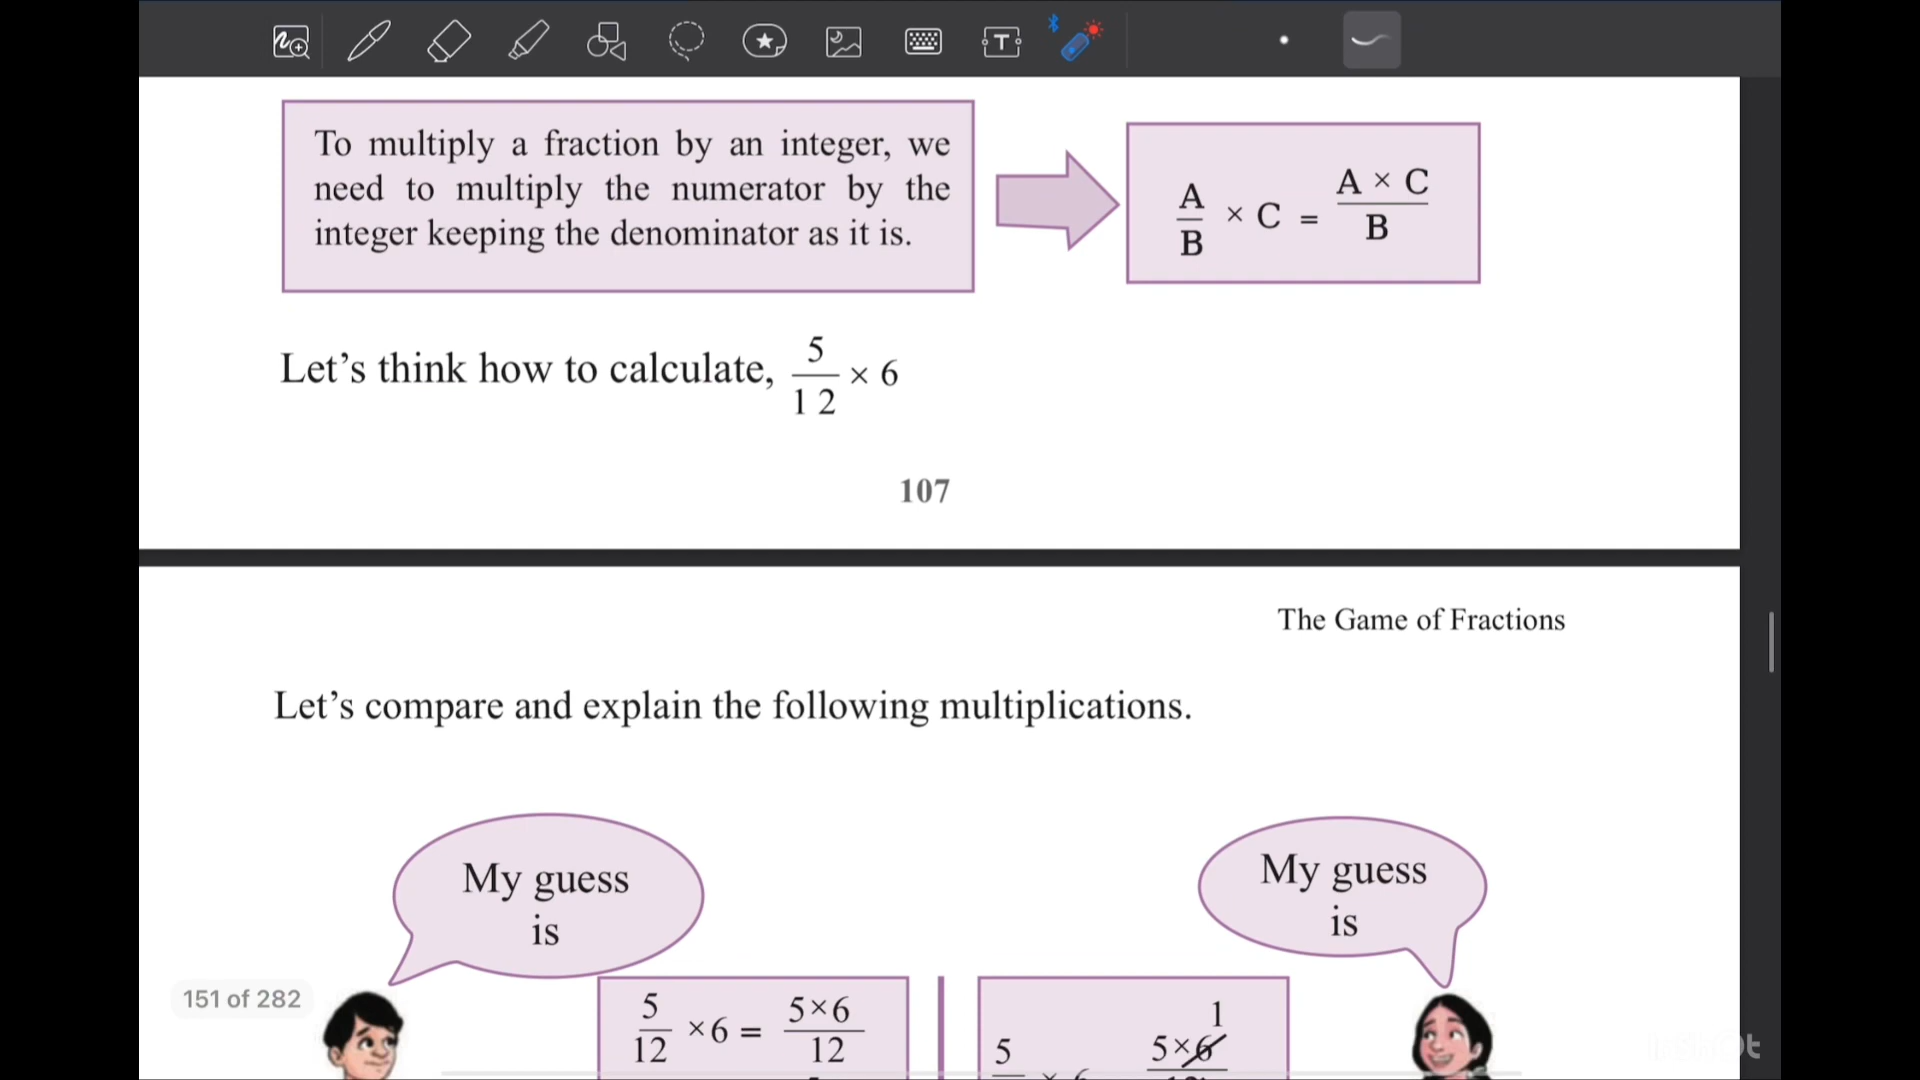 To multiply a fraction by an integer, we
need to multiply the numerator by the
integer keeping the denominator as it is.
A/B × C = A × C/B
Let's think how to calculate, 5/12 × 6
107
The Game of Fractions
Let's compare and explain the following multiplications.
My guess
is
My guess
is
151 of 282
5/12 ×6 = 5×6/12
1
5
5×6